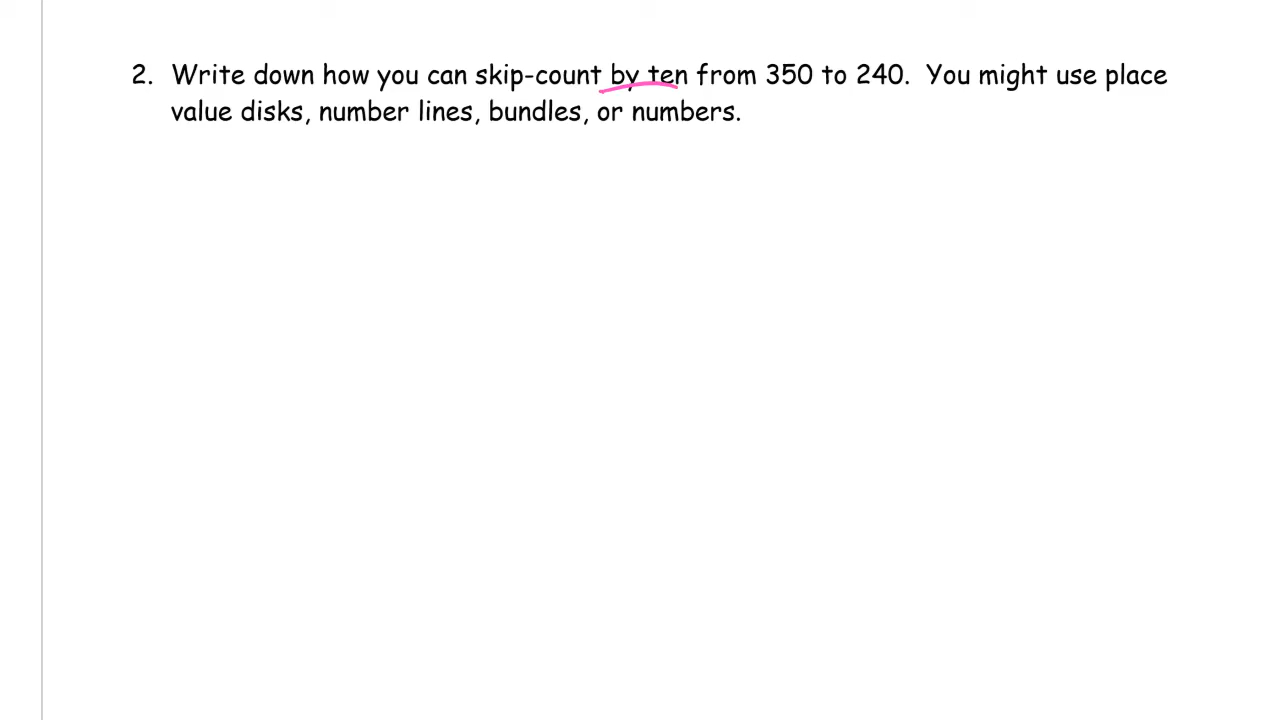 2. Write down how you can skip-count by ten from 350 to 240. You might use place
value disks, number lines, bundles, or numbers.